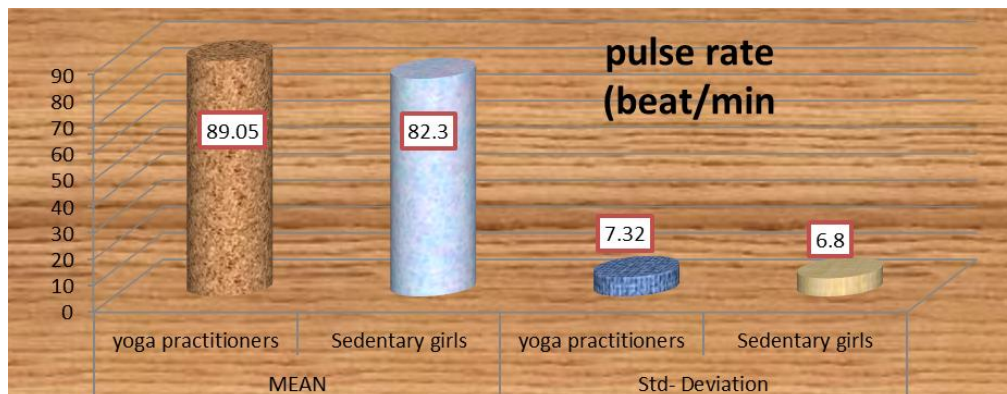 pulse rate
(beat/min
90
80
70
60
50
40
30
20
10
0
89.05
82.3
7.32
6.8
yoga practitioners
Sedentary girls
yoga practitioners
Sedentary girls
MEAN
Std- Deviation